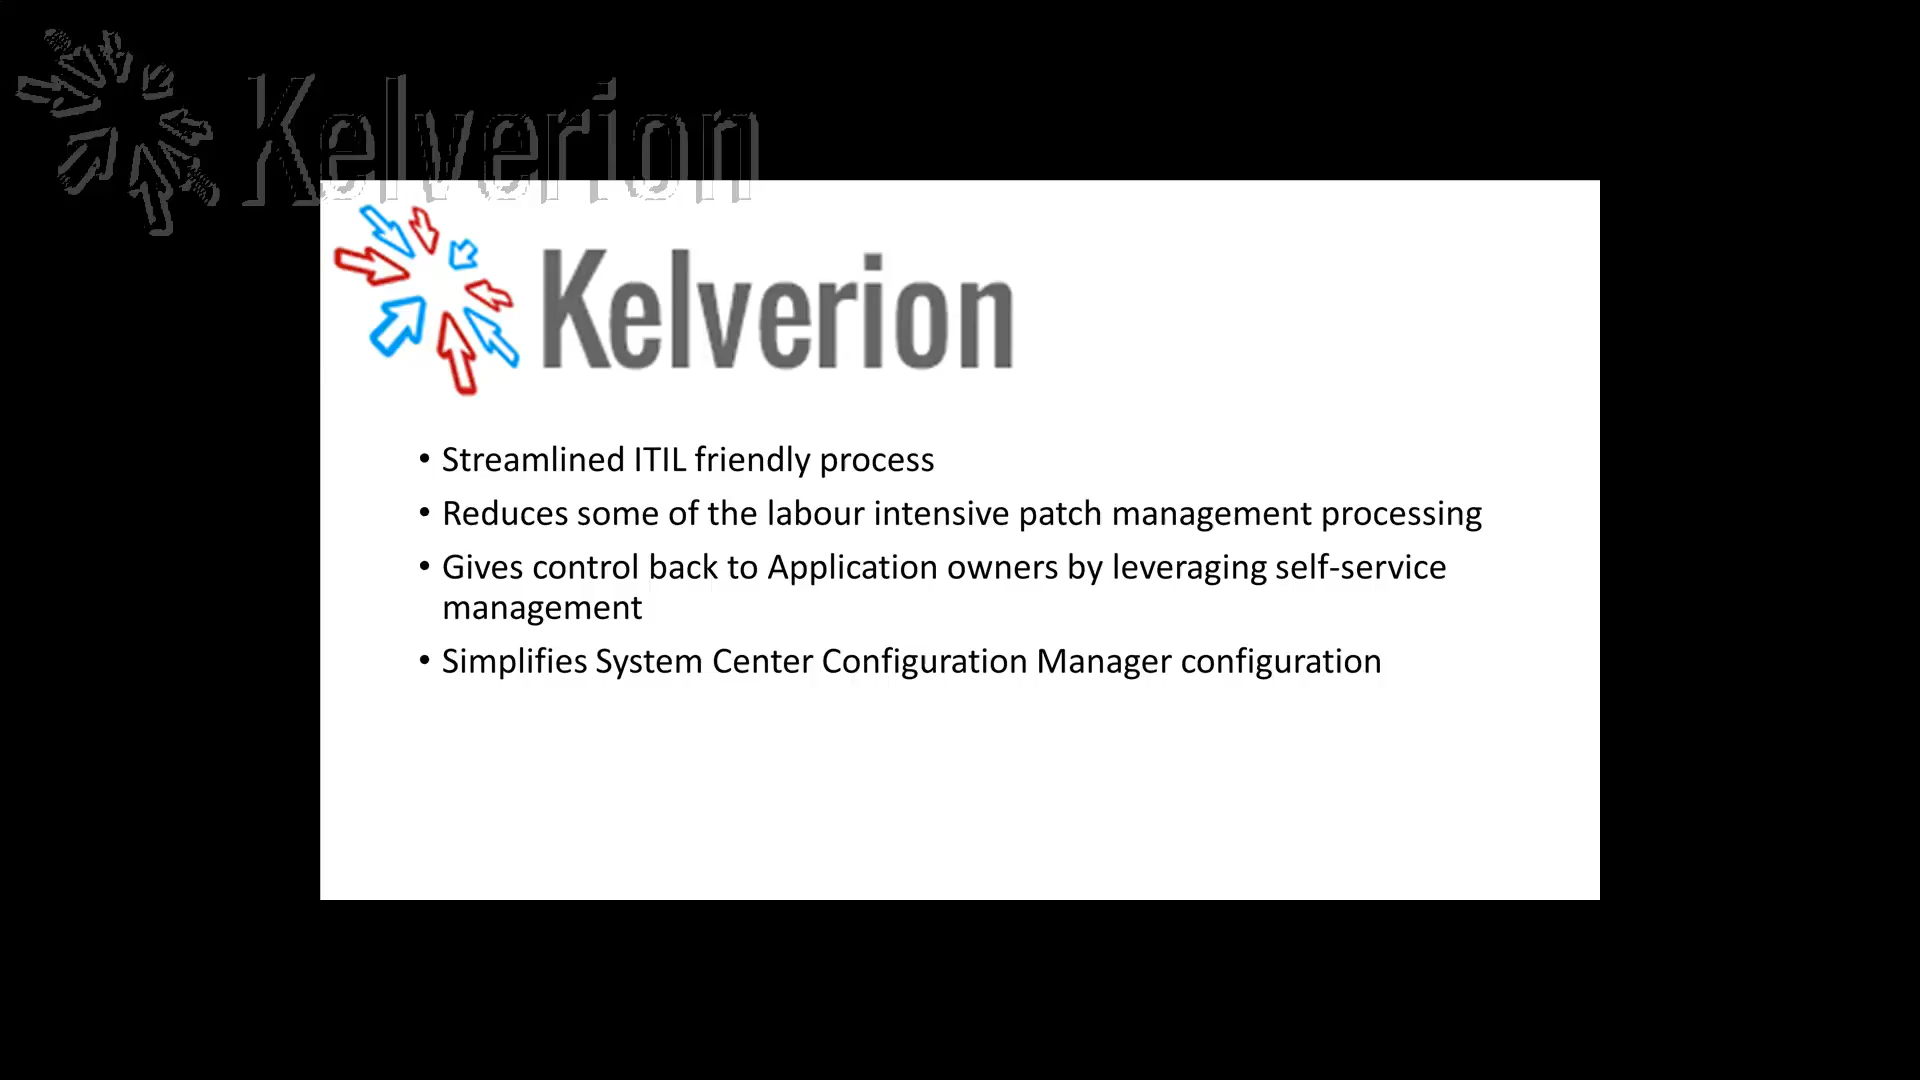 Kelverion
Kelverion
• Streamlined ITIL friendly process
• Reduces some of the labour intensive patch management processing
• Gives control back to Application owners by leveraging self-service
management
• Simplifies System Center Configuration Manager configuration